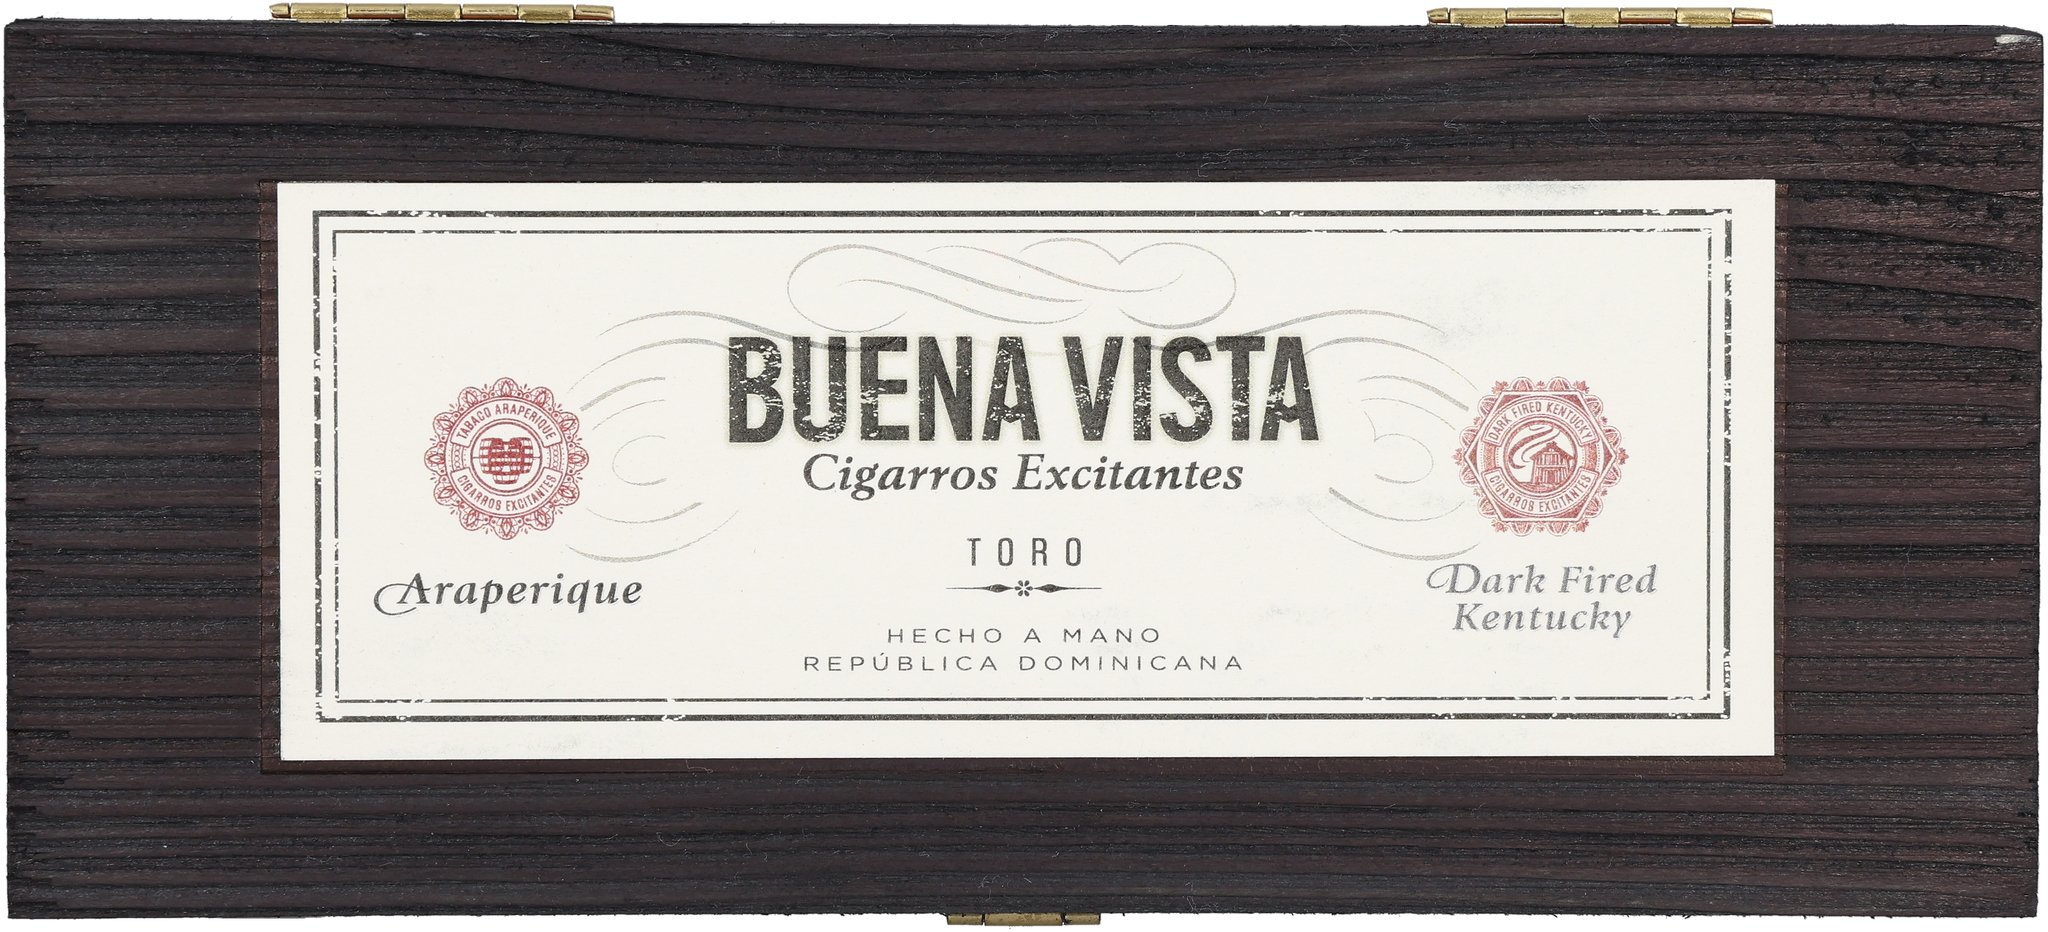 BUENA VISTA
Cigarros Excitantes
TORO
HECHO A MANO
REPÚBLICA DOMINICANA
TABACO ARAPERIQUE
CIGARROS EXCITANTES
Araperique
DARK FIRED KENTUCKY
CIGARROS EXCITANTES
Dark Fired
Kentucky